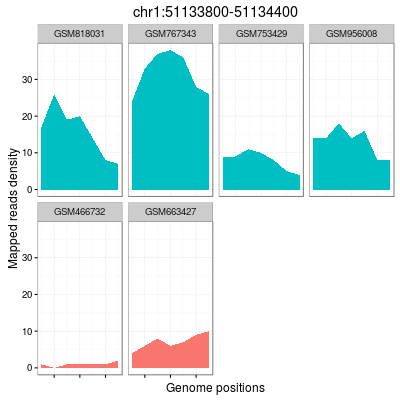 chr1:51133800-51134400
GSM818031 GSM767343 GSM753429 GSM956008
30
20
10
0
Mapped reads density
GSM466732 GSM663427
30
20
10
0
Genome positions